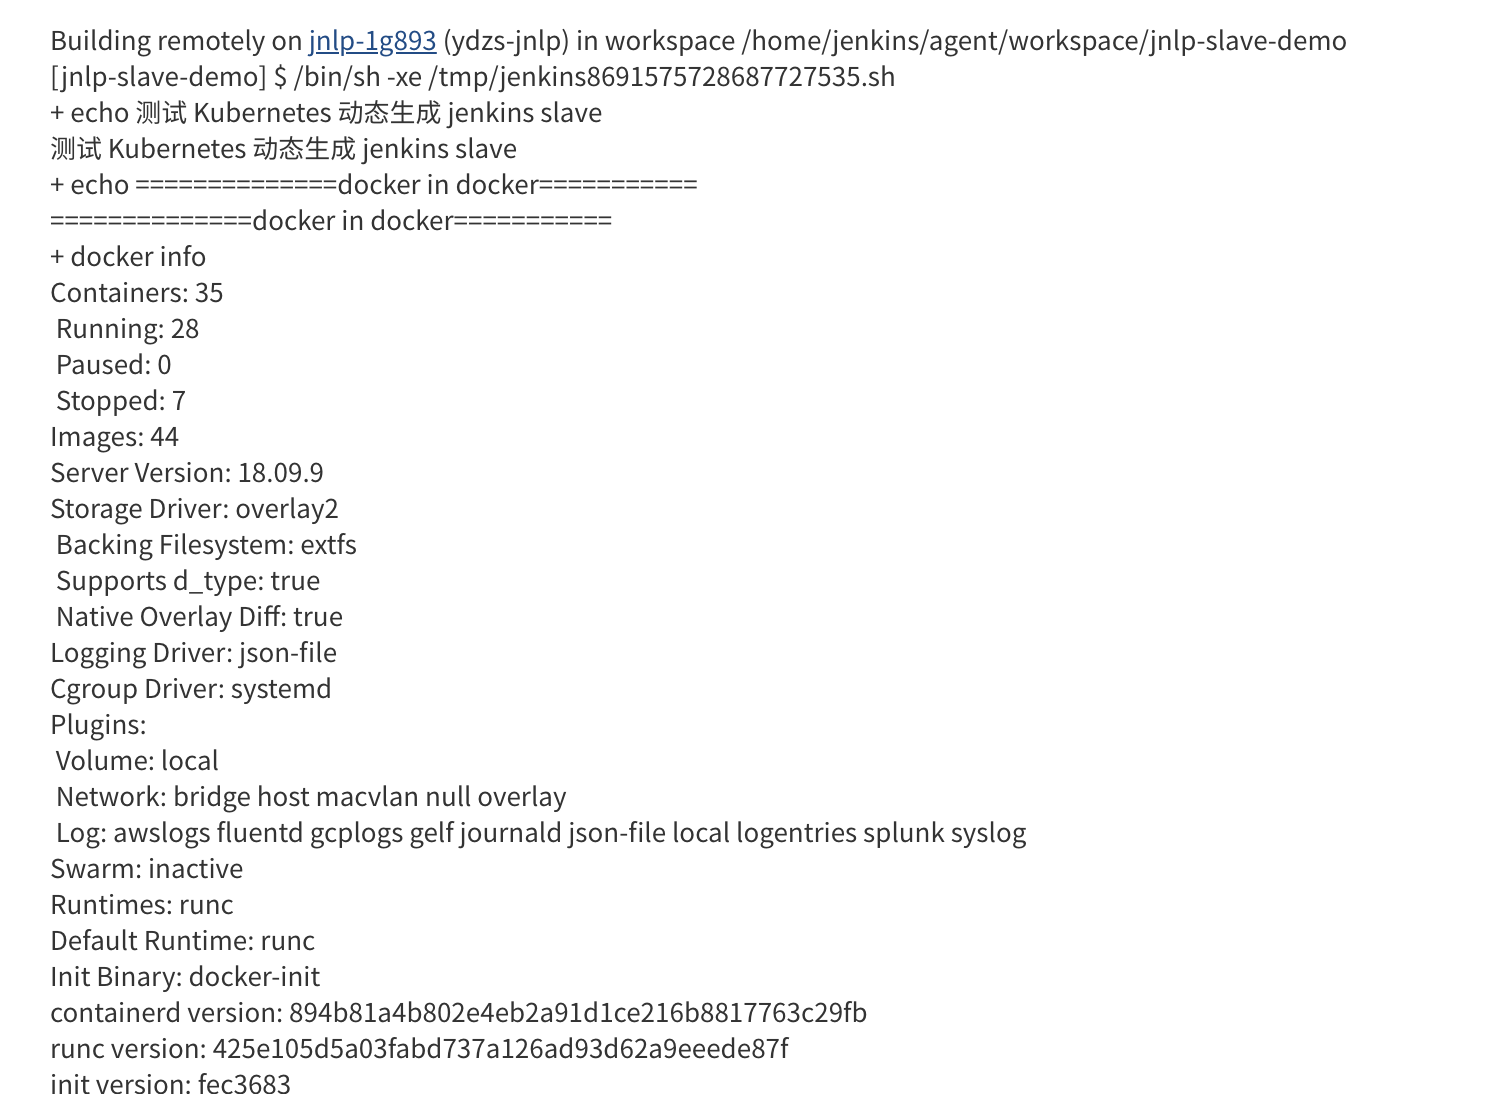 Building remotely on jnlp-1g893 (ydzs-jnlp) in workspace /home/jenkins/agent/workspace/jnlp-slave-demo
[jnlp-slave-demo] $ /bin/sh -xe /tmp/jenkins8691575728687727535.sh
+ echo 测试 Kubernetes 动态生成 jenkins slave
测试 Kubernetes 动态生成 jenkins slave
+ echo ==============docker in docker===========
==============docker in docker===========
+ docker info
Containers: 35
 Running: 28
 Paused: 0
 Stopped: 7
Images: 44
Server Version: 18.09.9
Storage Driver: overlay2
 Backing Filesystem: extfs
 Supports d_type: true
 Native Overlay Diff: true
Logging Driver: json-file
Cgroup Driver: systemd
Plugins:
 Volume: local
 Network: bridge host macvlan null overlay
 Log: awslogs fluentd gcplogs gelf journald json-file local logentries splunk syslog
Swarm: inactive
Runtimes: runc
Default Runtime: runc
Init Binary: docker-init
containerd version: 894b81a4b802e4eb2a91d1ce216b8817763c29fb
runc version: 425e105d5a03fabd737a126ad93d62a9eeede87f
init version: fec3683